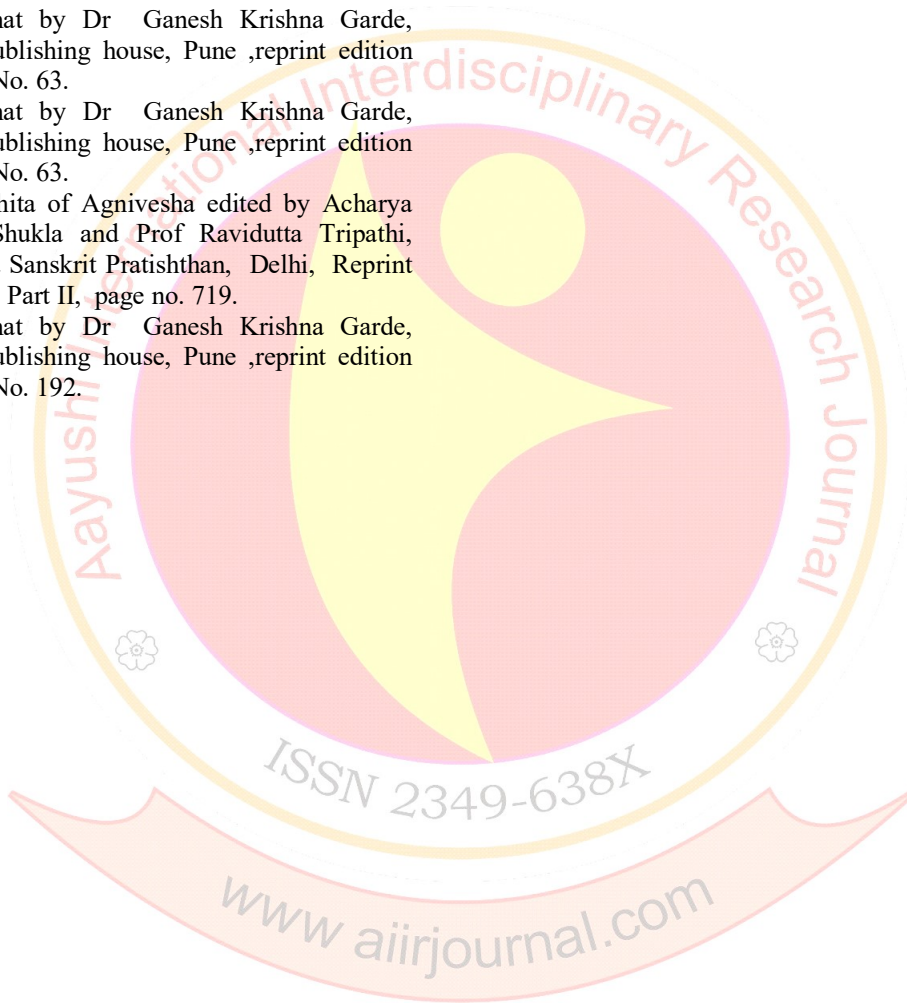 hat by Dr Ganesh Krishna Garde,
ublishing house, Pune ,reprint edition
No. 63.
hat by Dr Ganesh Krishna Garde,
ublishing house, Pune ,reprint edition
No. 63.
hita of Agnivesha edited by Acharya
Shukla and Prof Ravidutta Tripathi,
Sanskrit Pratishthan, Delhi, Reprint
Part II, page no. 719.
hat by Dr Ganesh Krishna Garde,
ublishing house, Pune ,reprint edition
No. 192.
Aayushi International Interdisciplinary Research Journal
ISSN 2349-638X
www aiirjournal.com